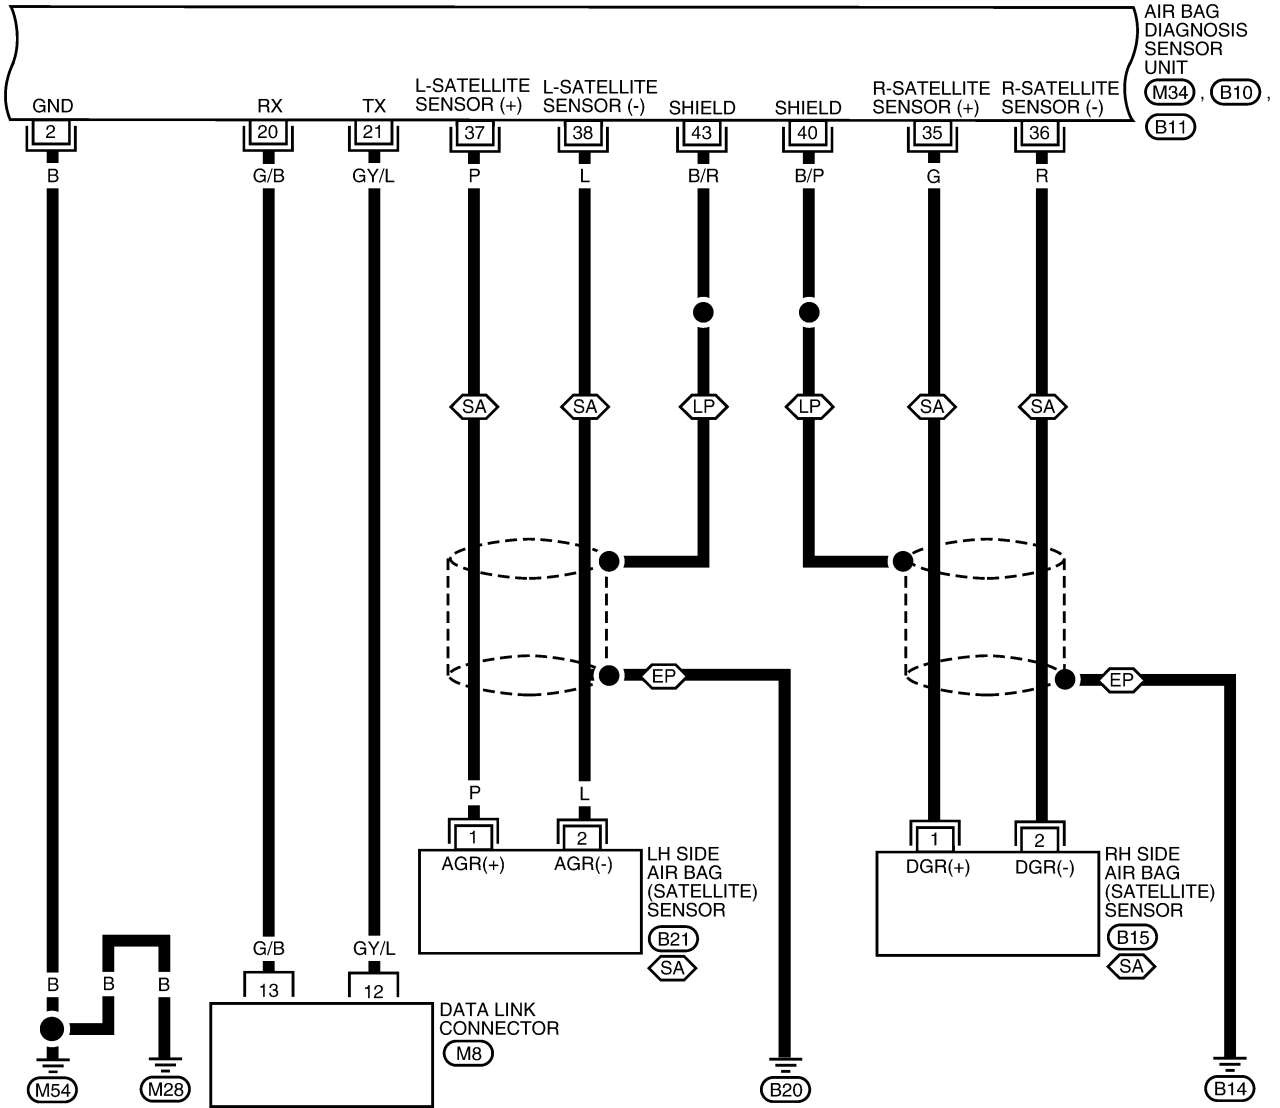 AIR BAG
DIAGNOSIS
SENSOR
UNIT
M34 , B10 ,
B11
GND
RX
TX
L-SATELLITE
SENSOR (+)
L-SATELLITE
SENSOR (-)
SHIELD
SHIELD
R-SATELLITE
SENSOR (+)
R-SATELLITE
SENSOR (-)
2 20 21 37 38 43 40 35 36
B G/B GY/L P L B/R B/P G R
SA SA LP LP SA SA
EP EP
P L
1 2 1 2
AGR(+) AGR(-)
LH SIDE
AIR BAG
(SATELLITE)
SENSOR
B21
SA
DGR(+) DGR(-)
RH SIDE
AIR BAG
(SATELLITE)
SENSOR
B15
SA
G/B GY/L
B B B
13 12
DATA LINK
CONNECTOR
M8
M54 M28 B20 B14